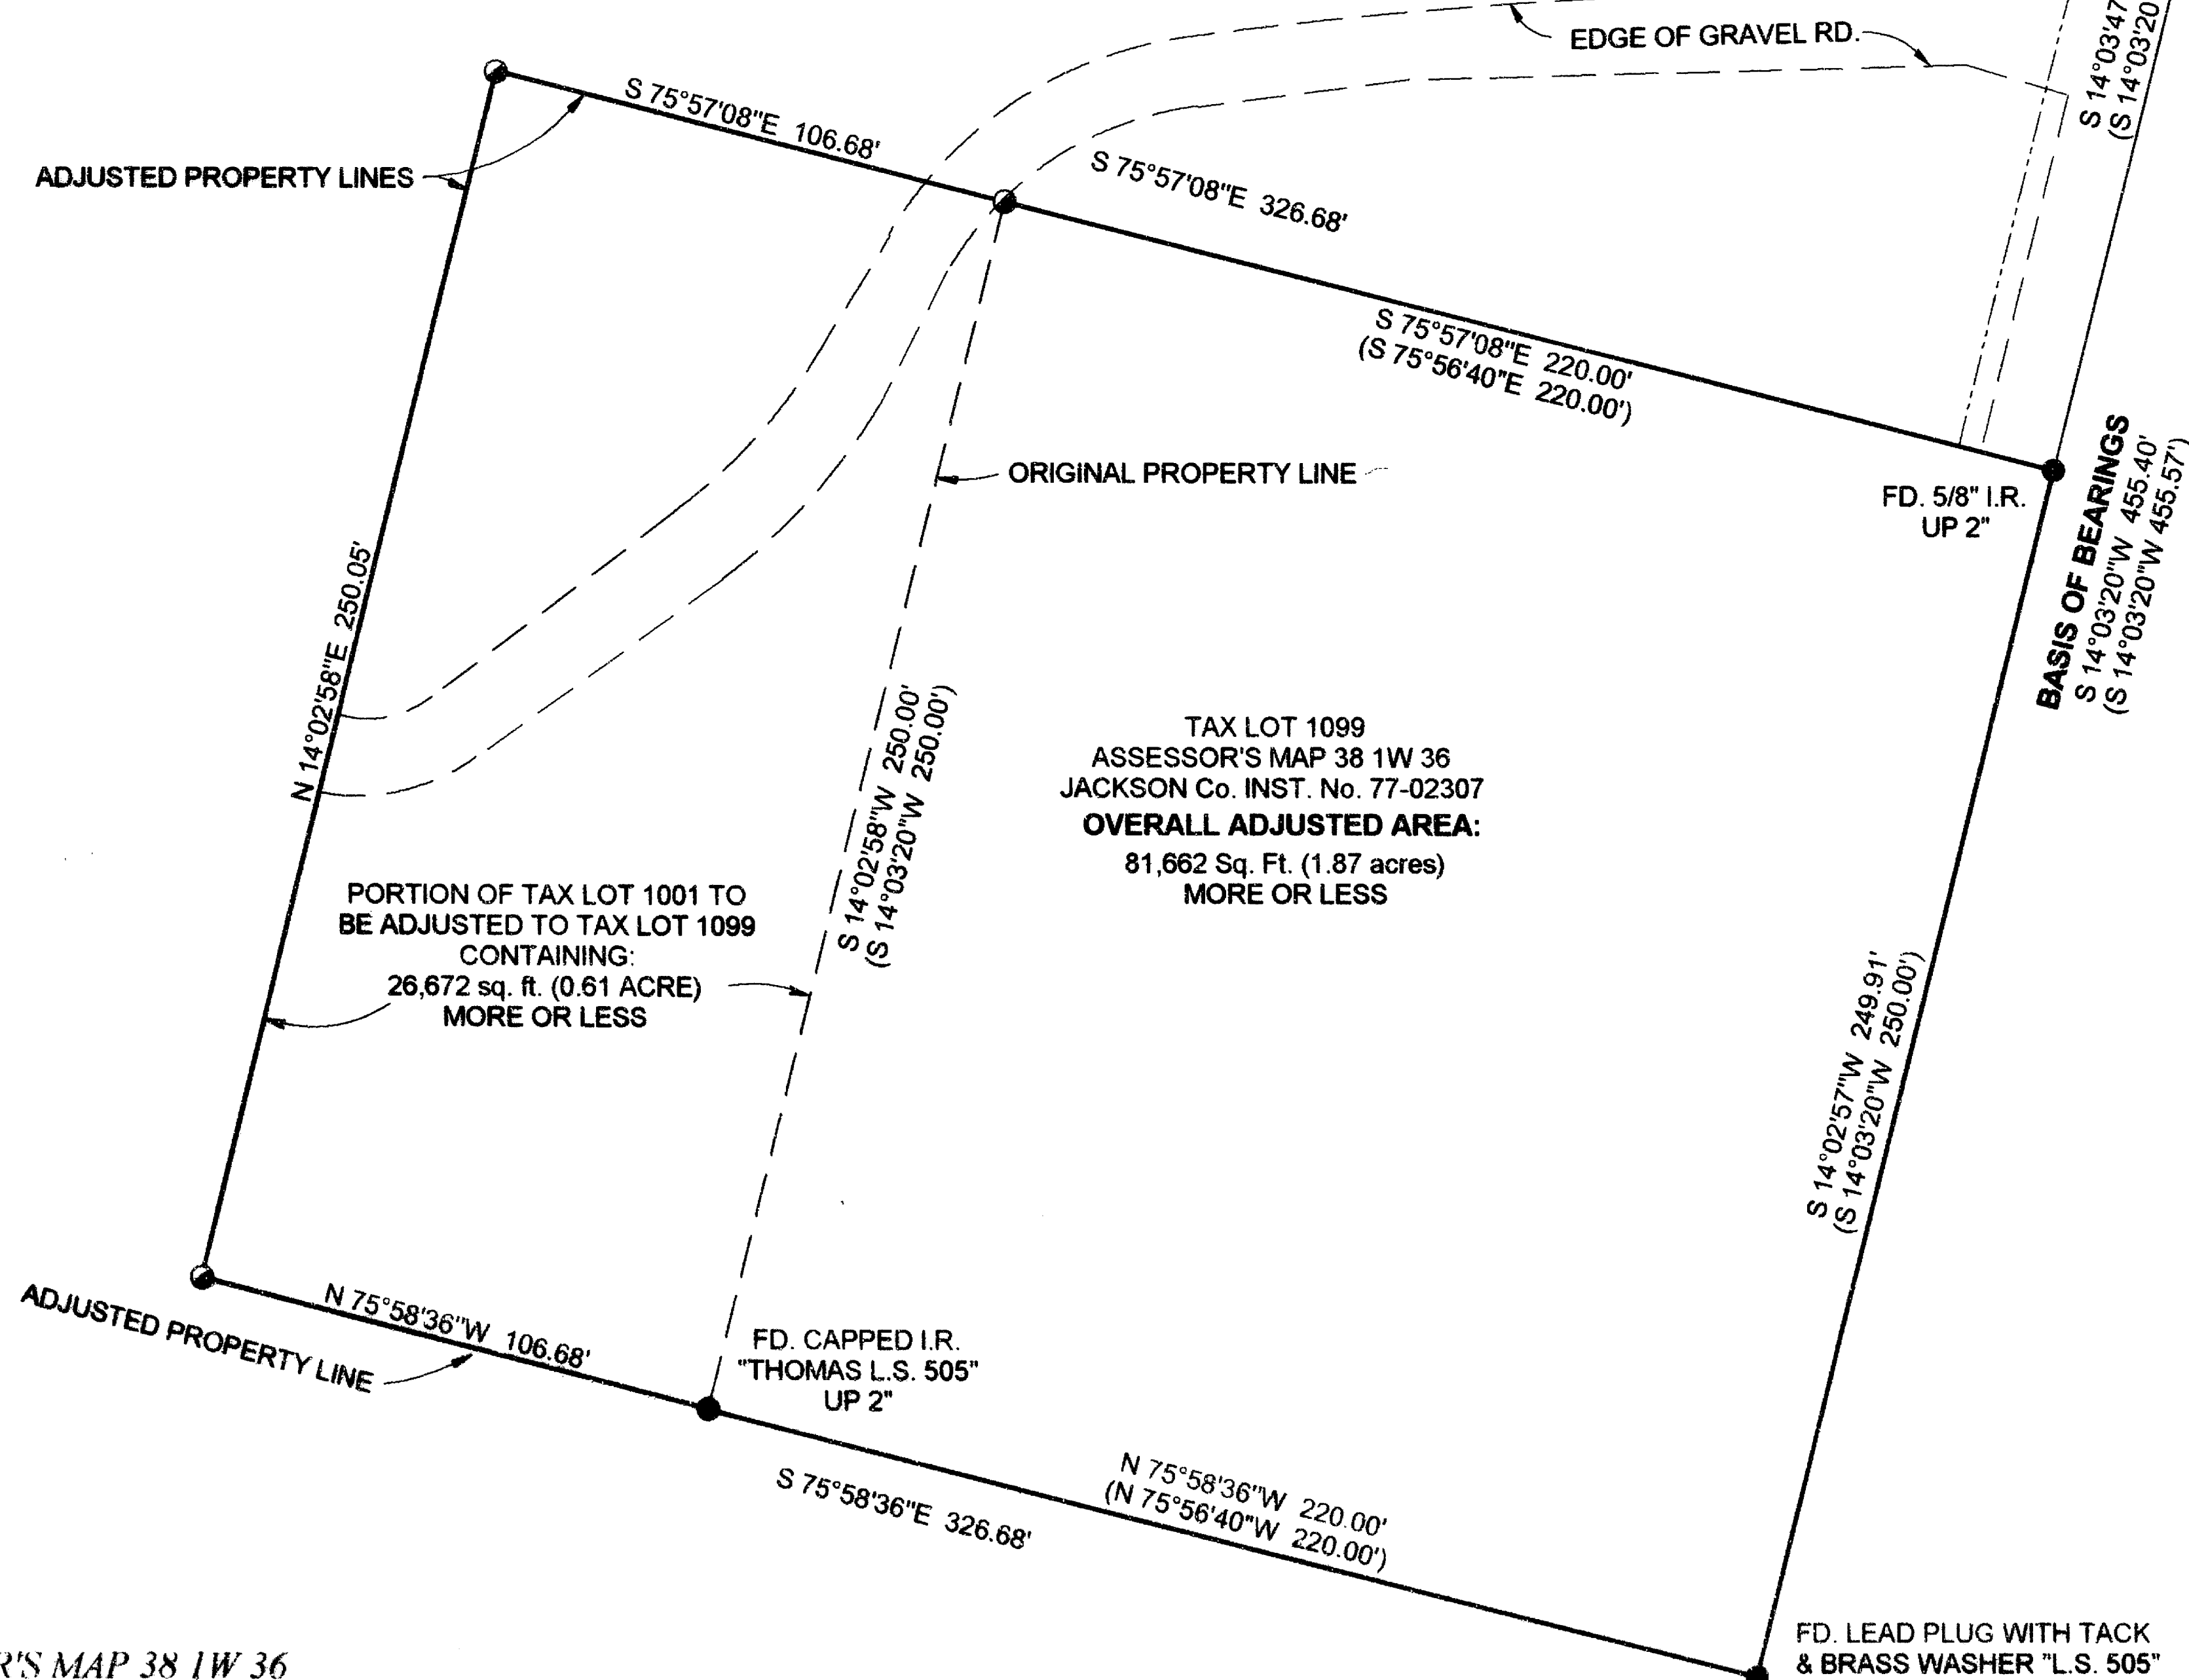 EDGE OF GRAVEL RD.
S 14°03'47
(S 14°03'20
S 75°57'08"E 106.68'
ADJUSTED PROPERTY LINES
S 75°57'08"E 326.68'
S 75°57'08"E 220.00'
(S 75°56'40"E 220.00')
ORIGINAL PROPERTY LINE
FD. 5/8" I.R.
UP 2"
BASIS OF BEARINGS
S 14°03'20"W 455.40'
(S 14°03'20"W 455.57')
N 14°02'58"E 250.05'
S 14°02'58"W 250.00'
(S 14°03'20"W 250.00')
TAX LOT 1099
ASSESSOR'S MAP 38 1W 36
JACKSON Co. INST. No. 77-02307
OVERALL ADJUSTED AREA:
81,662 Sq. Ft. (1.87 acres)
MORE OR LESS
PORTION OF TAX LOT 1001 TO
BE ADJUSTED TO TAX LOT 1099
CONTAINING:
26,672 sq. ft. (0.61 ACRE)
MORE OR LESS
S 14°02'57"W 249.91'
(S 14°03'20"W 250.00')
N 75°58'36"W 106.68'
ADJUSTED PROPERTY LINE
FD. CAPPED I.R.
"THOMAS L.S. 505"
UP 2"
S 75°58'36"E 326.68'
N 75°58'36"W 220.00'
(N 75°56'40"W 220.00')
FD. LEAD PLUG WITH TACK
& BRASS WASHER "L.S. 505"
R'S MAP 38 1W 36